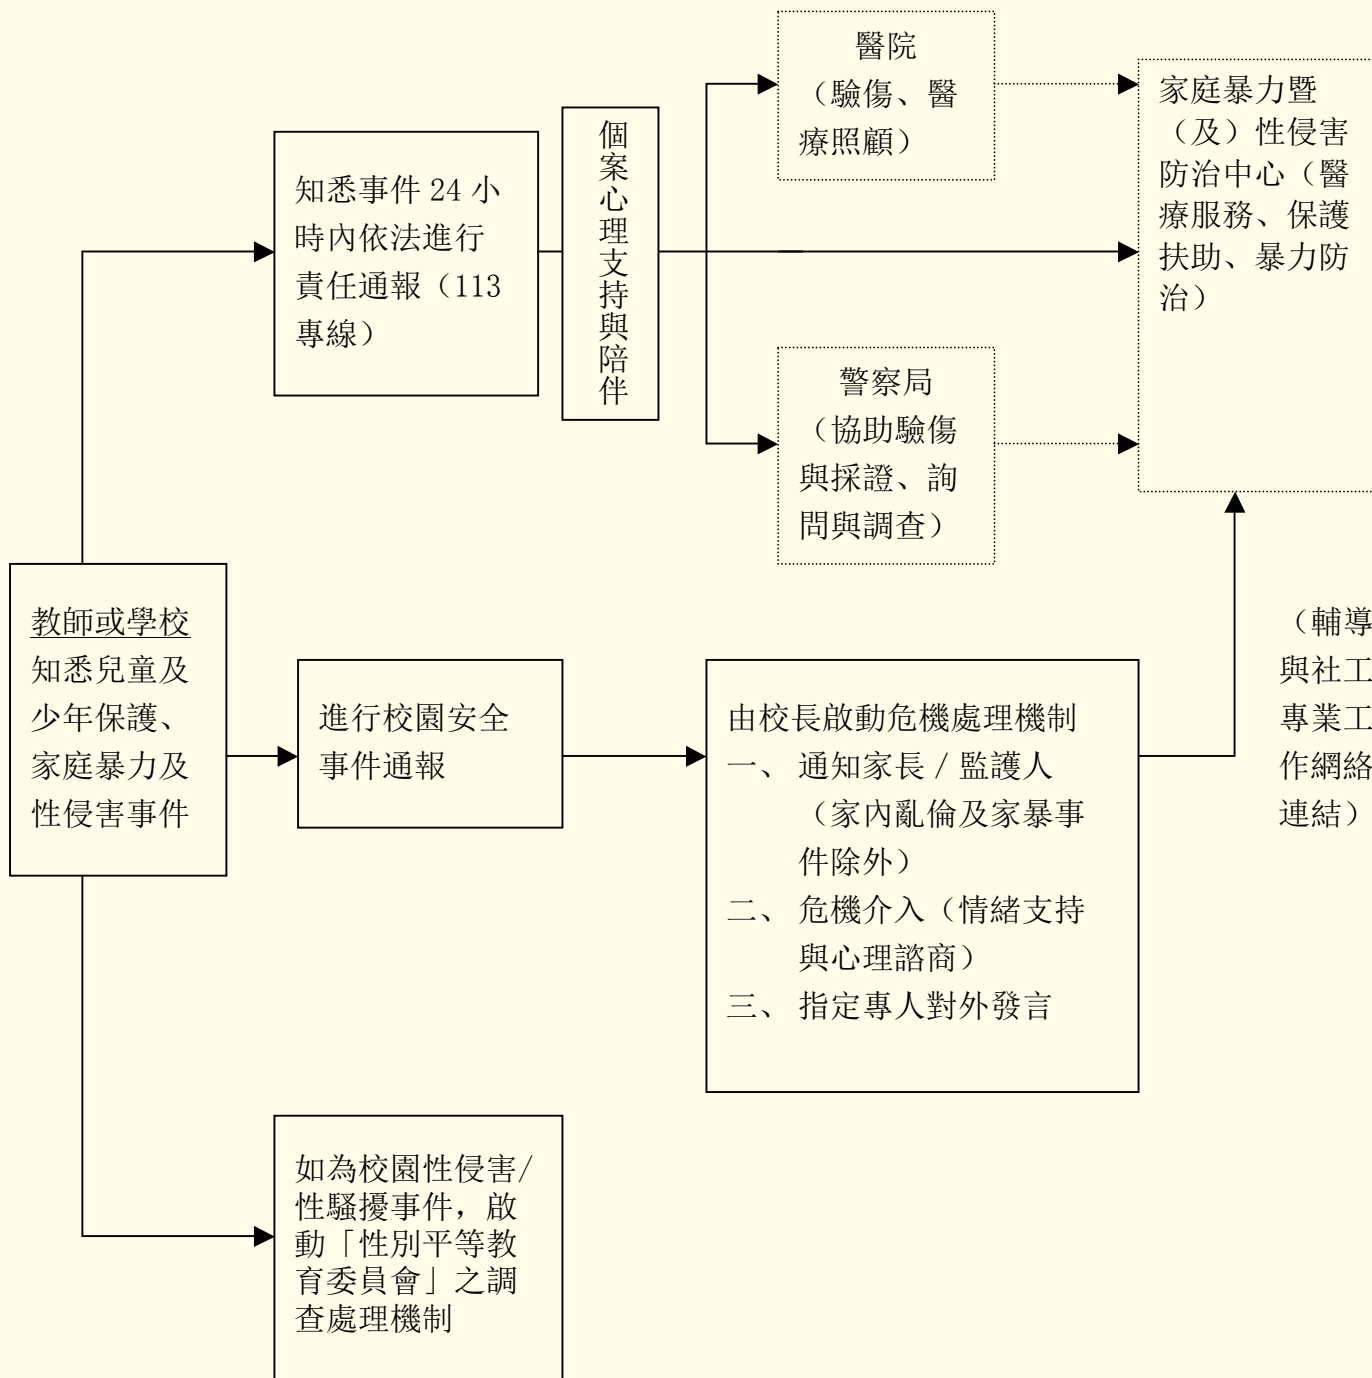 醫院
（驗傷、醫
療照顧）
家庭暴力暨
（及）性侵害
防治中心（醫
療服務、保護
扶助、暴力防
治）
個案心理支持與陪伴
知悉事件 24 小
時內依法進行
責任通報（113
專線）
警察局
（協助驗傷
與採證、詢
問與調查）
教師或學校
知悉兒童及
少年保護、
家庭暴力及
性侵害事件
進行校園安全
事件通報
由校長啟動危機處理機制
一、 通知家長 / 監護人
（家內亂倫及家暴事
件除外）
二、 危機介入（情緒支持
與心理諮商）
三、 指定專人對外發言
（輔導
與社工
專業工
作網絡
連結）
如為校園性侵害/
性騷擾事件，啟
動「性別平等教
育委員會」之調
查處理機制